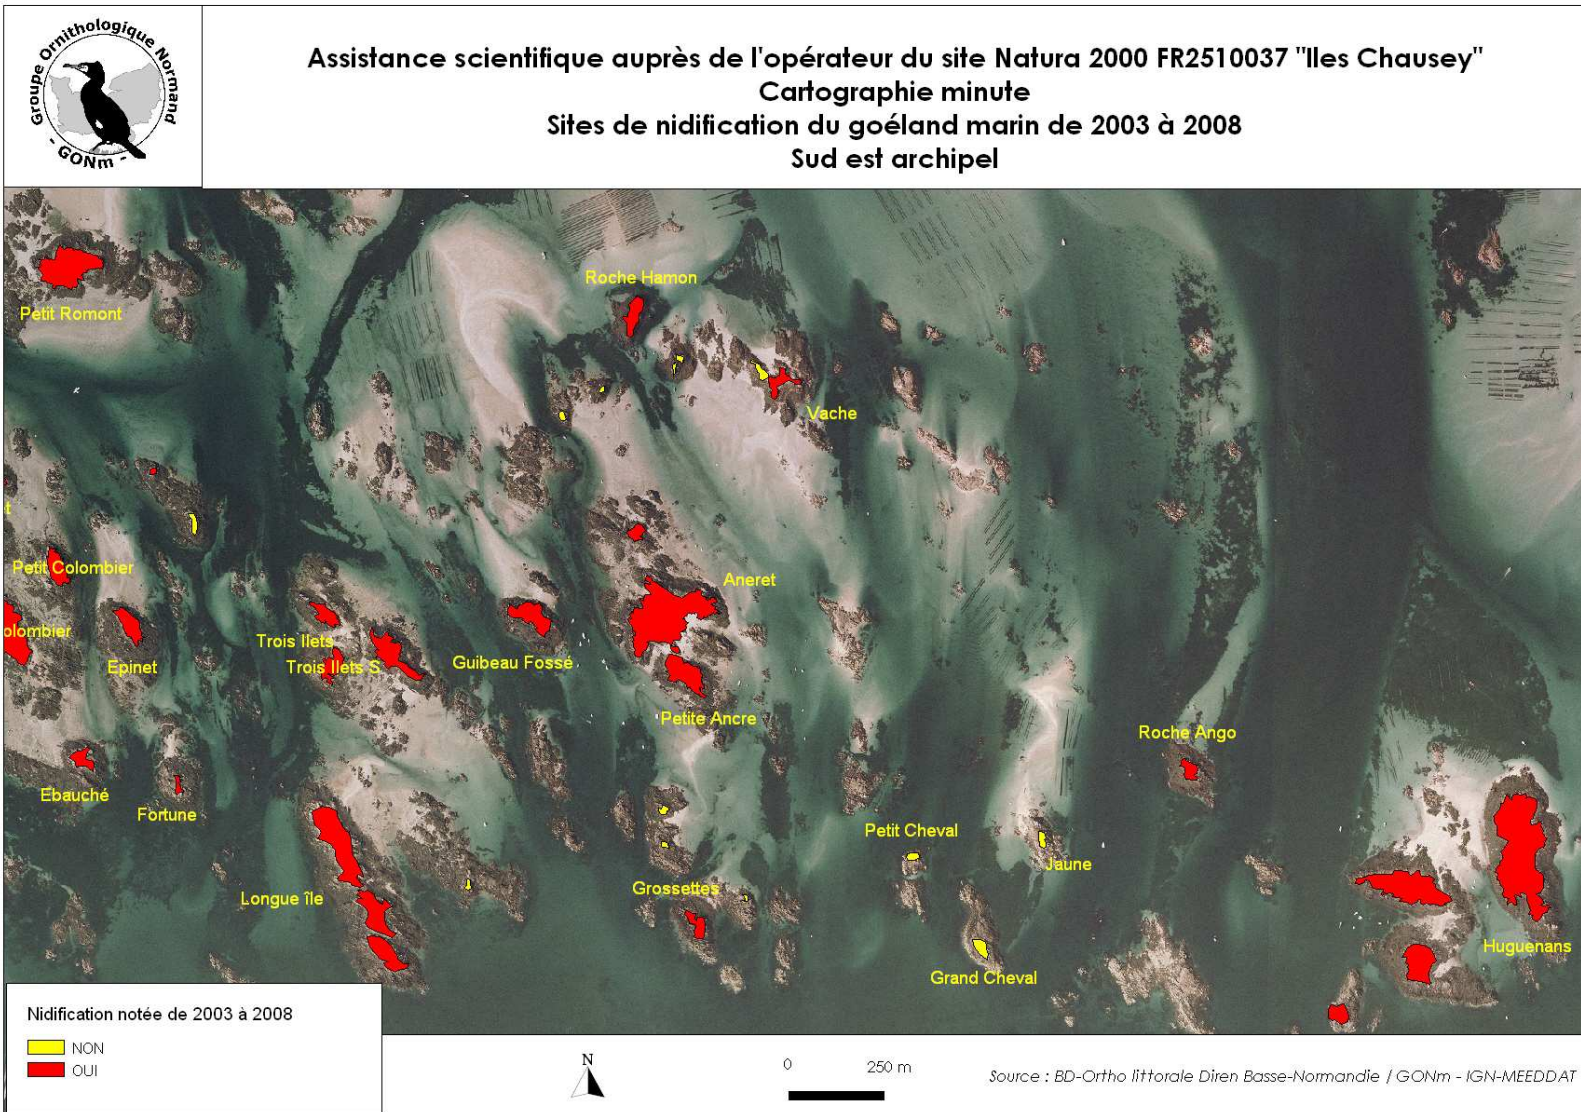 Groupe Ornithologique Normand
- GONm -
Assistance scientifique auprès de l'opérateur du site Natura 2000 FR2510037 "Iles Chausey"
Cartographie minute
Sites de nidification du goéland marin de 2003 à 2008
Sud est archipel
Roche Hamon
Petit Romont
Vache
et
Petit Colombier
Aneret
olombier
Epinet
Trois Ilets
Trois Ilets S
Guibeau Fossé
Petite Ancre
Roche Ango
Ebauché
Fortune
Petit Cheval
Jaune
Longue île
Grossettes
Huguenans
Grand Cheval
Nidification notée de 2003 à 2008
NON
OUI
N
0 250 m
Source : BD-Ortho littorale Diren Basse-Normandie / GONm - IGN-MEEDDAT